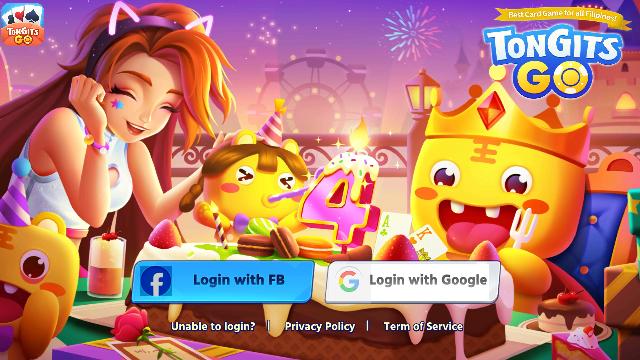 TONGITS
GO
Best Card Game for all Filipinos!
TONGITS
GO
4
A
K
Login with FB
Login with Google
Unable to login? | Privacy Policy | Term of Service